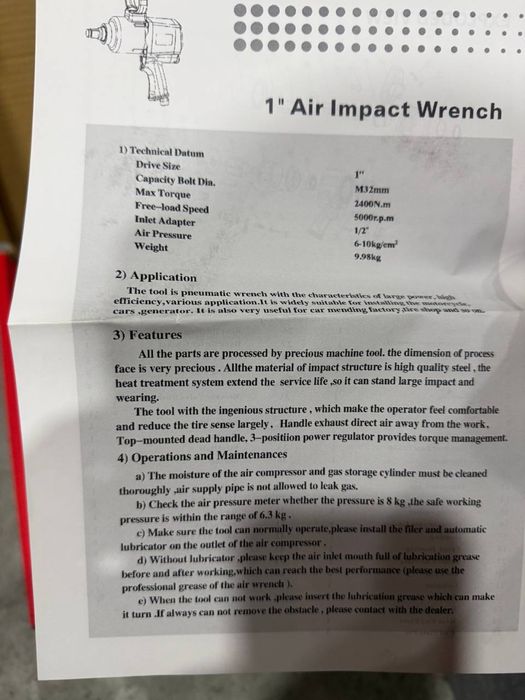 1" Air Impact Wrench
1) Technical Datum
Drive Size 1"
Capacity Bolt Dia. M32mm
Max Torque 2400N.m
Free-load Speed 5000r.p.m
Inlet Adapter 1/2"
Air Pressure 6-10kg/cm²
Weight 9.98kg
2) Application
The tool is pneumatic wrench with the characteristics of large power, high
efficiency,various application.It is widely suitable for installing the motorcycle,
cars ,generator. It is also very useful for car mending factory,tire shop and so on.
3) Features
All the parts are processed by precious machine tool. the dimension of process
face is very precious . Allthe material of impact structure is high quality steel , the
heat treatment system extend the service life ,so it can stand large impact and
wearing.
The tool with the ingenious structure , which make the operator feel comfortable
and reduce the tire sense largely. Handle exhaust direct air away from the work.
Top-mounted dead handle. 3-positiion power regulator provides torque management.
4) Operations and Maintenances
a) The moisture of the air compressor and gas storage cylinder must be cleaned
thoroughly ,air supply pipe is not allowed to leak gas.
b) Check the air pressure meter whether the pressure is 8 kg ,the safe working
pressure is within the range of 6.3 kg .
c) Make sure the tool can normally operate,please install the filer and automatic
lubricator on the outlet of the air compressor .
d) Without lubricator ,please keep the air inlet mouth full of lubrication grease
before and after working,which can reach the best performance (please use the
professional grease of the air wrench ).
e) When the tool can not work ,please insert the lubrication grease which can make
it turn .If always can not remove the obstacle , please contact with the dealer.